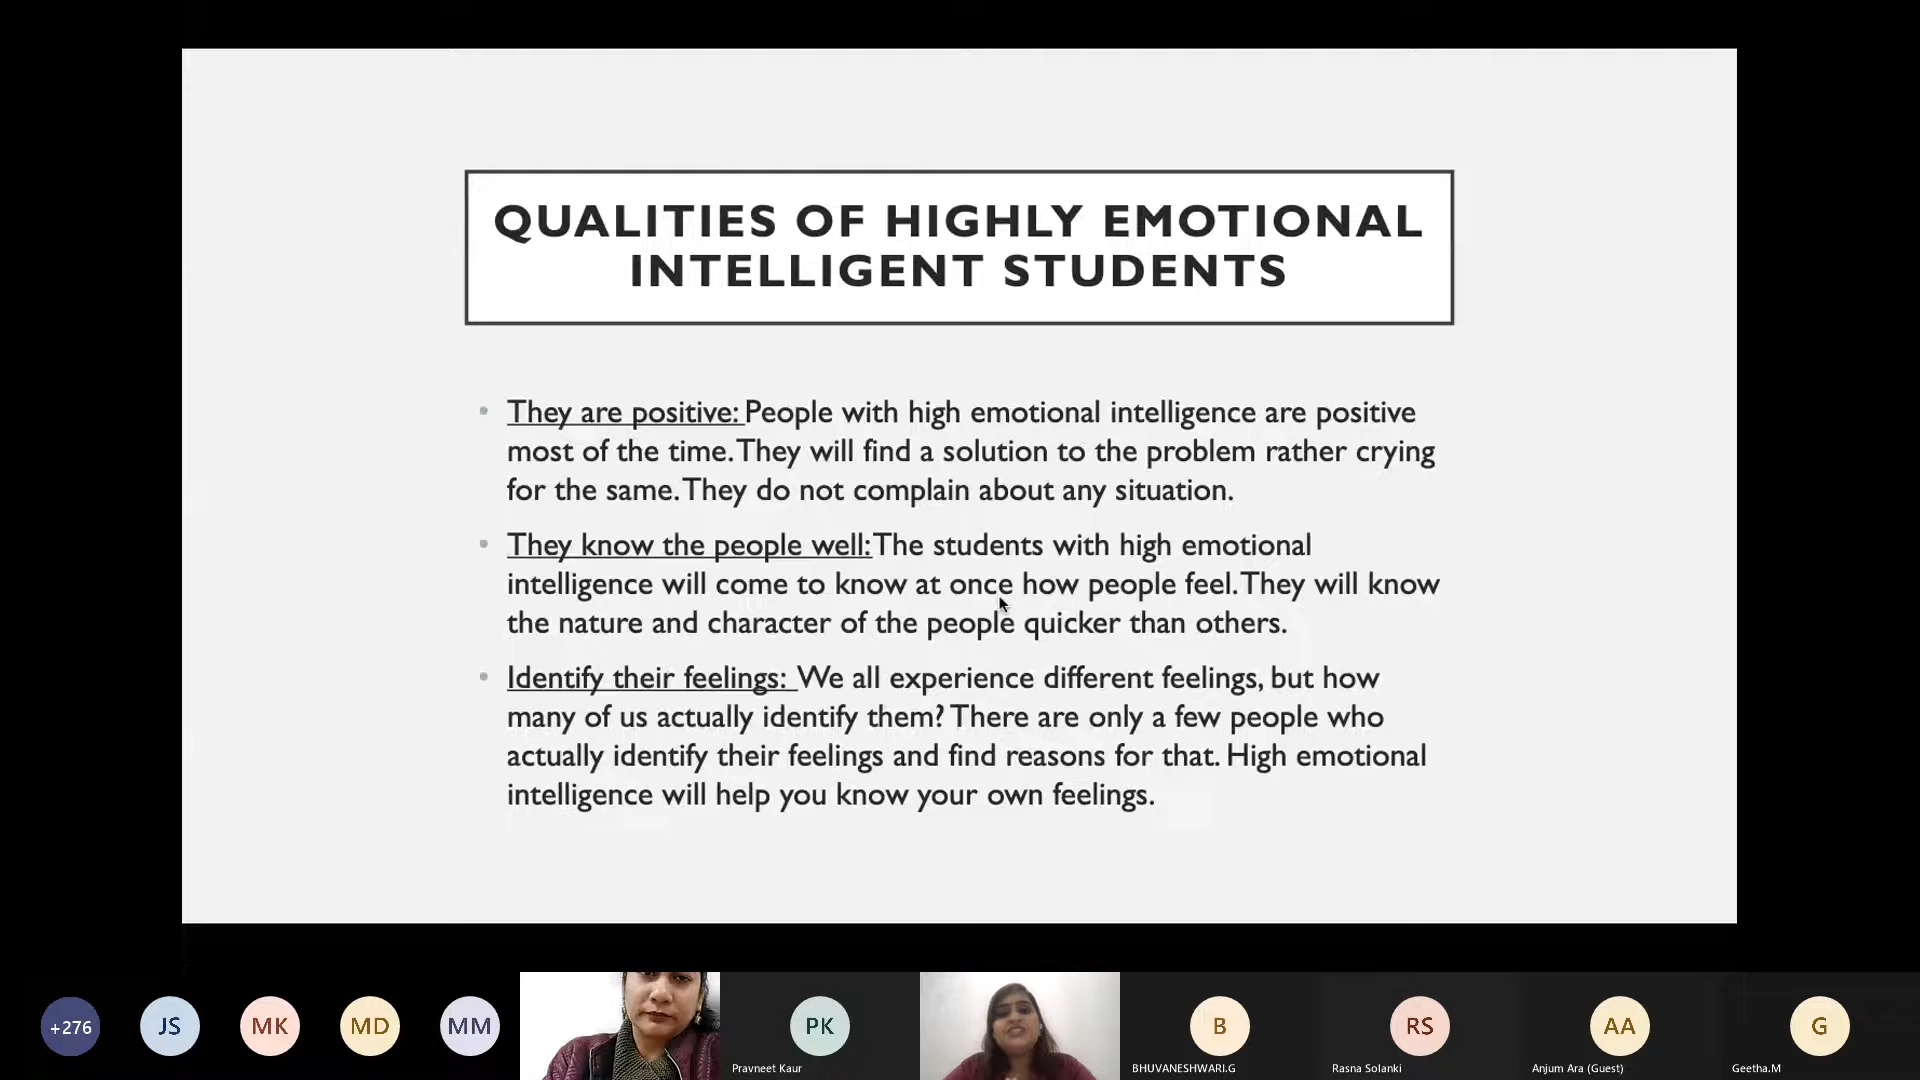 QUALITIES OF HIGHLY EMOTIONAL
INTELLIGENT STUDENTS
• They are positive: People with high emotional intelligence are positive
most of the time. They will find a solution to the problem rather crying
for the same. They do not complain about any situation.
• They know the people well: The students with high emotional
intelligence will come to know at once how people feel. They will know
the nature and character of the people quicker than others.
• Identify their feelings: We all experience different feelings, but how
many of us actually identify them? There are only a few people who
actually identify their feelings and find reasons for that. High emotional
intelligence will help you know your own feelings.
+276 JS MK MD MM PK B RS AA G
Pravneet Kaur BHUVANESHWARI.G Rasna Solanki Anjum Ara (Guest) Geetha.M